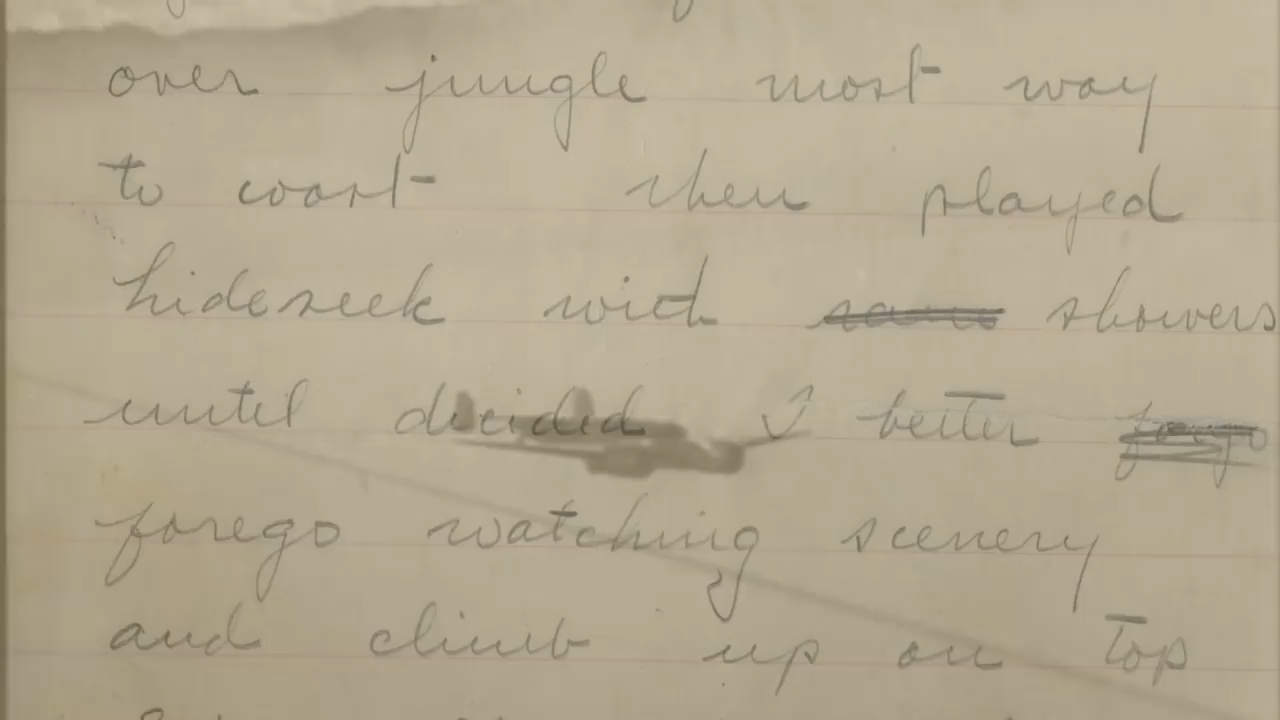 over jungle most way
to coast then played
hideseek with showers
until decided I better
forego watching scenery
and climb up on Top